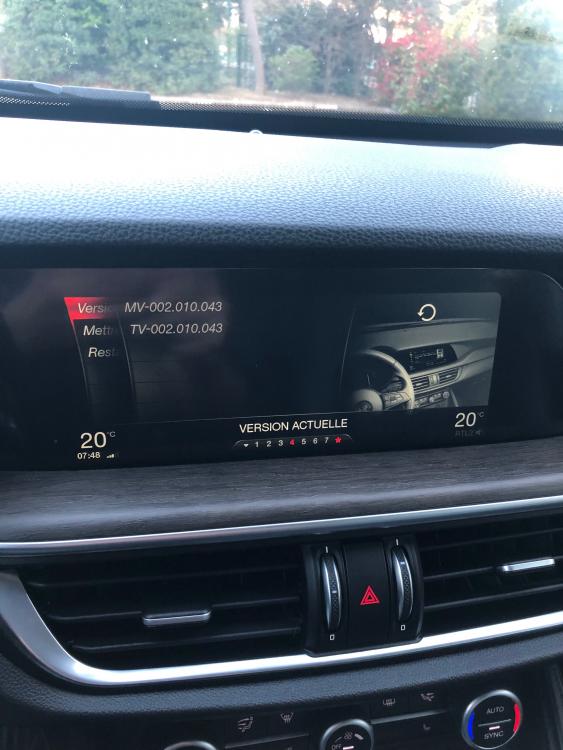 Versi MV-002.010.043
Mett TV-002.010.043
Rest
VERSION ACTUELLE
1 2 3 4 5 6 7
20°C
07:48
20°C
AUTO
SYNC
OFF